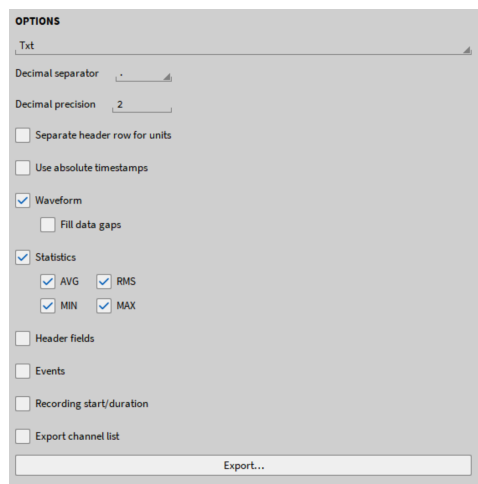 OPTIONS
Txt
Decimal separator .
Decimal precision 2
Separate header row for units
Use absolute timestamps
Waveform
Fill data gaps
Statistics
AVG RMS
MIN MAX
Header fields
Events
Recording start/duration
Export channel list
Export...